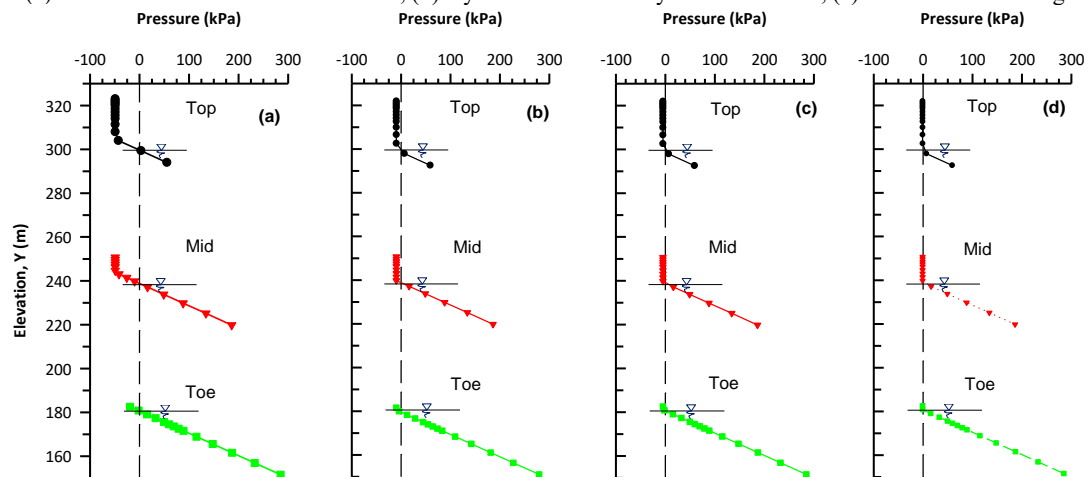 Pressure (kPa) Pressure (kPa) Pressure (kPa) Pressure (kPa)
-100 0 100 200 300 -100 0 100 200 300 -100 0 100 200 300 -100 0 100 200 300
320 Top (a) Top (b) Top (c) Top (d)
300
280
260
Mid Mid Mid Mid
240
220
200
Toe Toe Toe Toe
180
160
Elevation, Y (m)